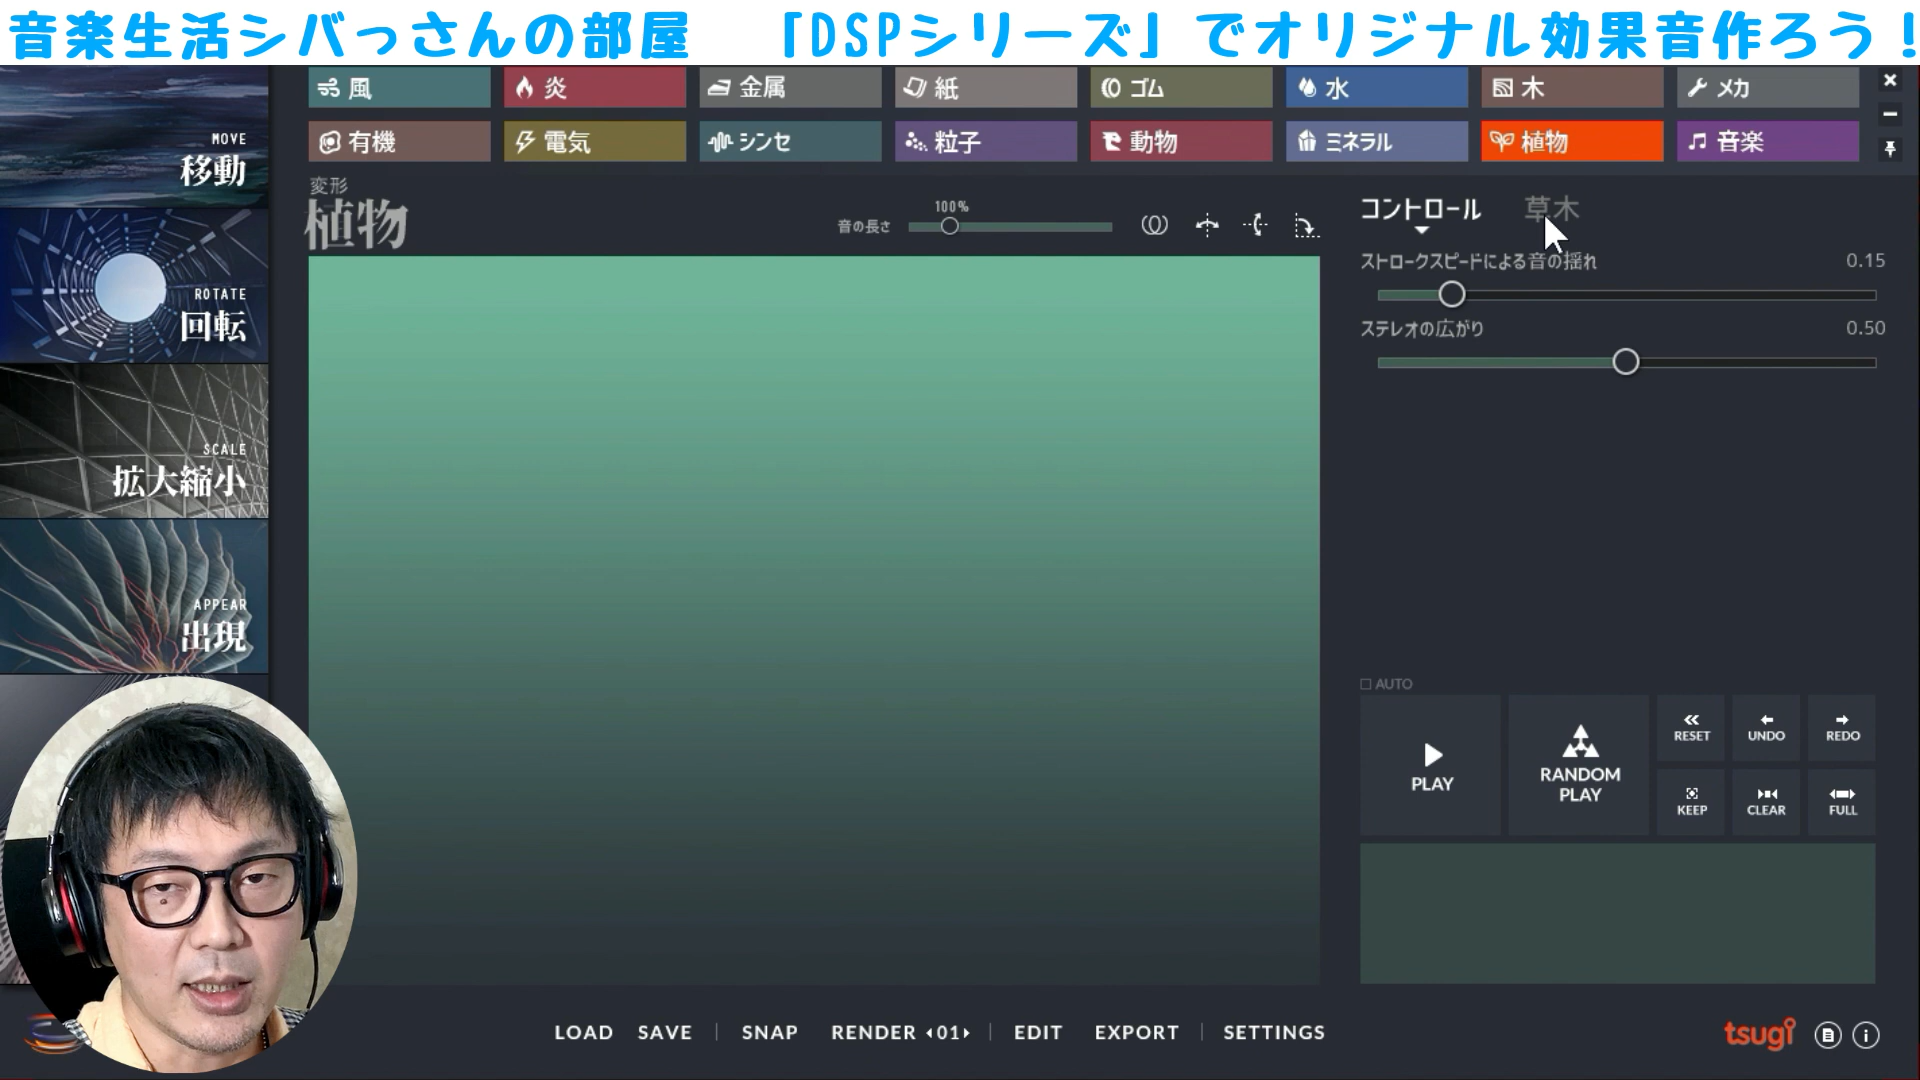 音楽生活シバっさんの部屋　「DSPシリーズ」でオリジナル効果音作ろう！
風 炎 金属 紙 ゴム 水 木 メカ
有機 電気 シンセ 粒子 動物 ミネラル 植物 音楽
MOVE
移動
ROTATE
回転
SCALE
拡大縮小
APPEAR
出現
変形
植物
音の長さ 100%
コントロール 草木
ストロークスピードによる音の揺れ 0.15
ステレオの広がり 0.50
AUTO
PLAY
RANDOM
PLAY
RESET UNDO REDO
KEEP CLEAR FULL
LOAD SAVE | SNAP RENDER 01 | EDIT EXPORT | SETTINGS
tsugi